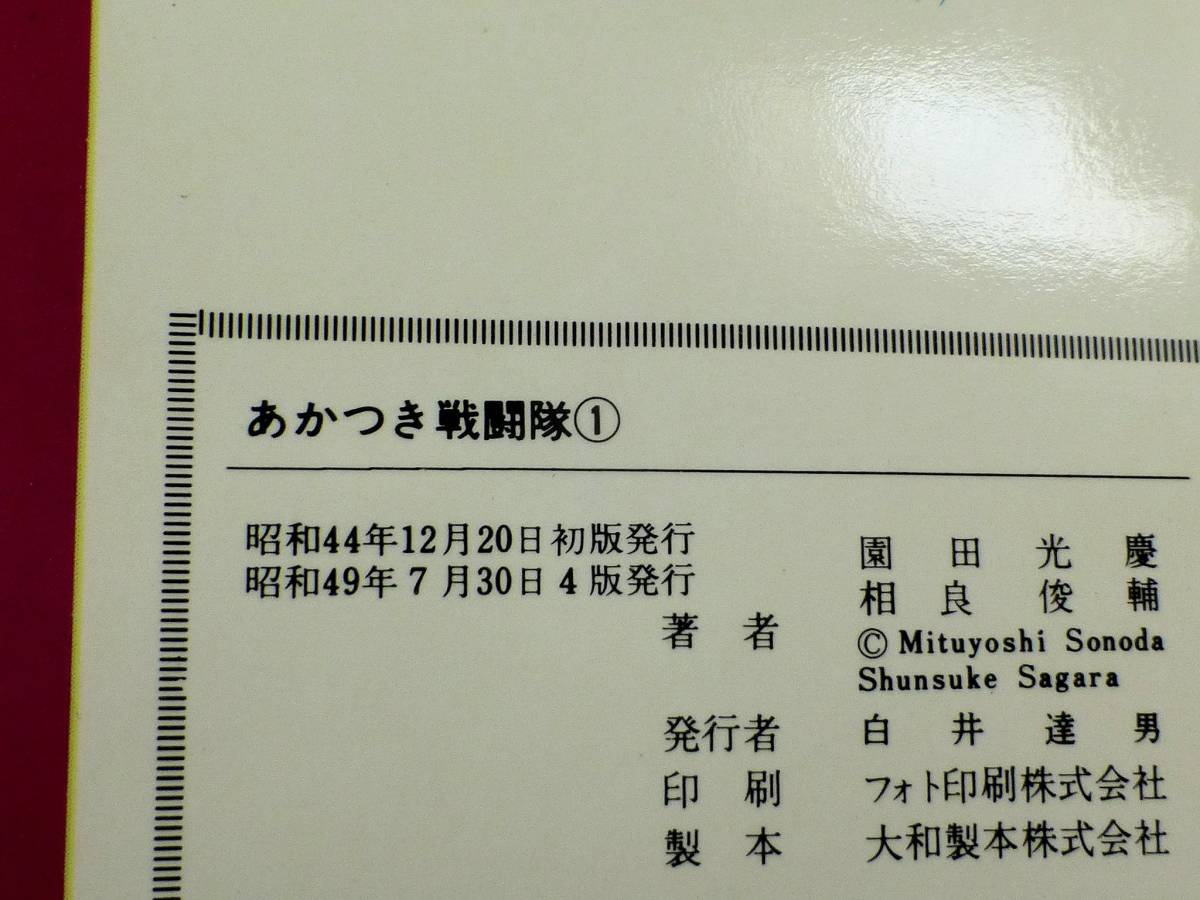 あかつき戦闘隊①
昭和44年12月20日初版発行
昭和49年7月30日4版発行
著者 園田光慶
相良俊輔
© Mituyoshi Sonoda
Shunsuke Sagara
発行者 白井達男
印刷 フォト印刷株式会社
製本 大和製本株式会社